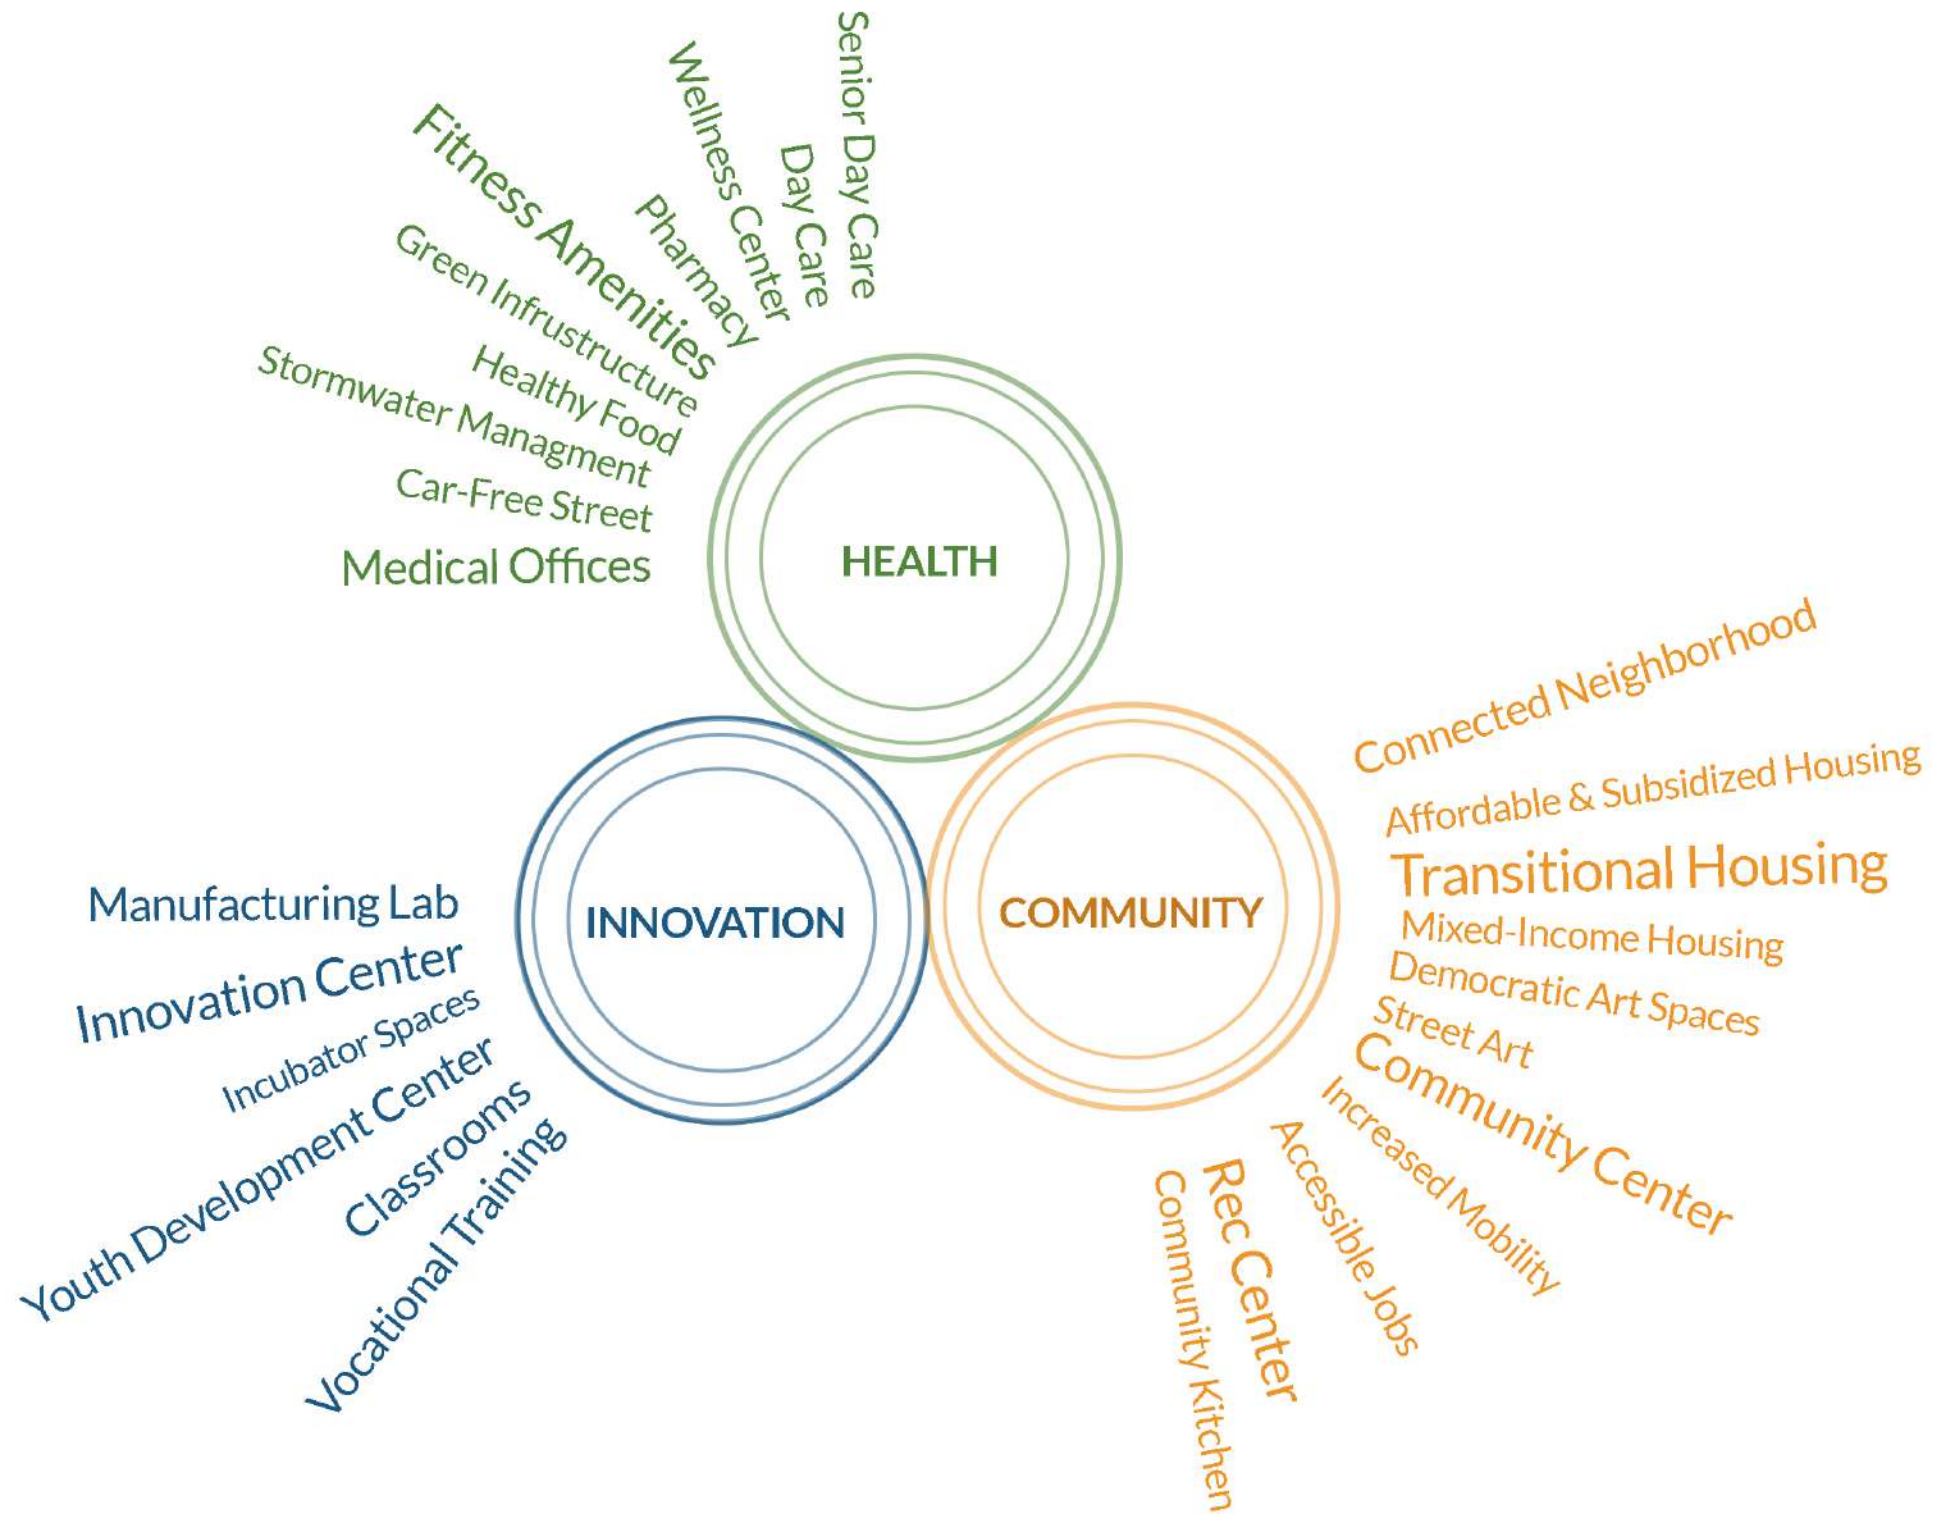 Senior Day Care
Day Care
Wellness Center
Pharmacy
Fitness Amenities
Green Infrustructure
Healthy Food
Stormwater Managment
Car-Free Street
Medical Offices
HEALTH
Connected Neighborhood
Affordable & Subsidized Housing
Transitional Housing
Mixed-Income Housing
Democratic Art Spaces
Street Art
Community Center
Increased Mobility
Accessible Jobs
Rec Center
Community Kitchen
COMMUNITY
INNOVATION
Manufacturing Lab
Innovation Center
Incubator Spaces
Youth Development Center
Classrooms
Vocational Training